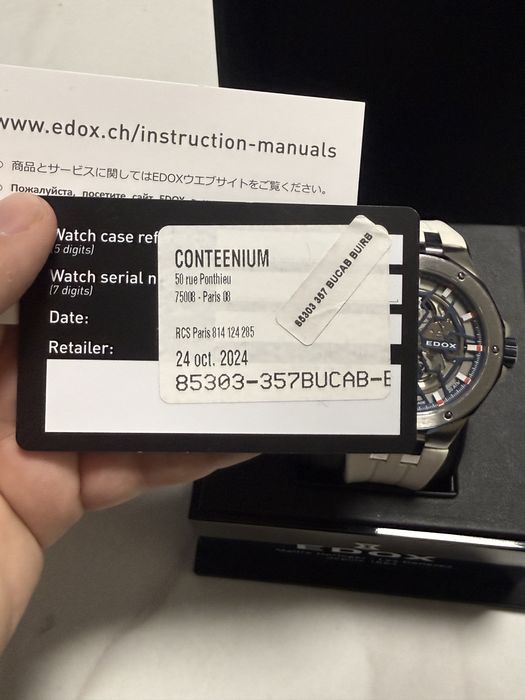 www.edox.ch/instruction-manuals
商品とサービスに関してはEDOXウエブサイトをご覧ください。
Пожалуйста, посетите сайт EDOX
Watch case ref
(5 digits)
Watch serial n
(7 digits)
Date:
Retailer:
CONTEENIUM
50 rue Ponthieu
75008 - Paris 08
RCS Paris 814 124 285
24 oct. 2024
85303-357BUCAB-B
85303 357 BUCAB BUIRB
EDOX
EDOX